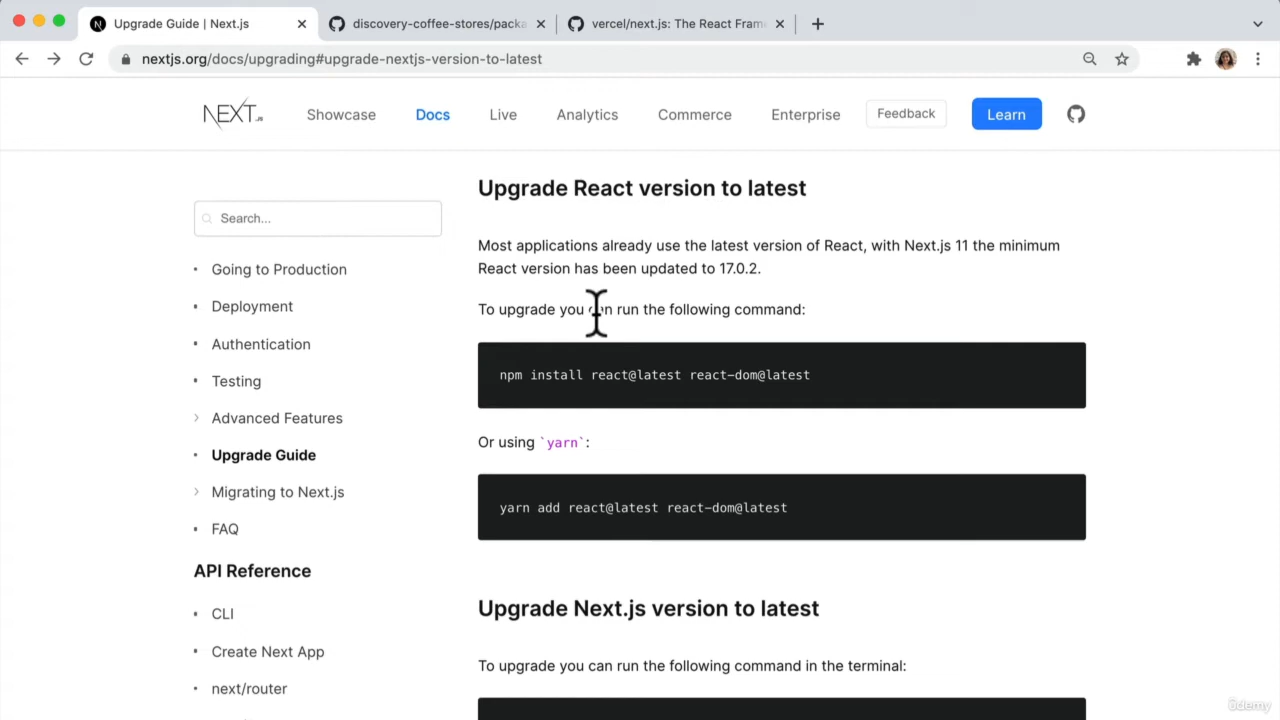 Upgrade Guide | Next.js
discovery-coffee-stores/packa
vercel/next.js: The React Frame
nextjs.org/docs/upgrading#upgrade-nextjs-version-to-latest
NEXT.JS
Showcase
Docs
Live
Analytics
Commerce
Enterprise
Feedback
Learn
Search...
Going to Production
Deployment
Authentication
Testing
Advanced Features
Upgrade Guide
Migrating to Next.js
FAQ
API Reference
CLI
Create Next App
next/router
Upgrade React version to latest
Most applications already use the latest version of React, with Next.js 11 the minimum
React version has been updated to 17.0.2.
To upgrade you can run the following command:
npm install react@latest react-dom@latest
Or using `yarn`:
yarn add react@latest react-dom@latest
Upgrade Next.js version to latest
To upgrade you can run the following command in the terminal:
ûdemy